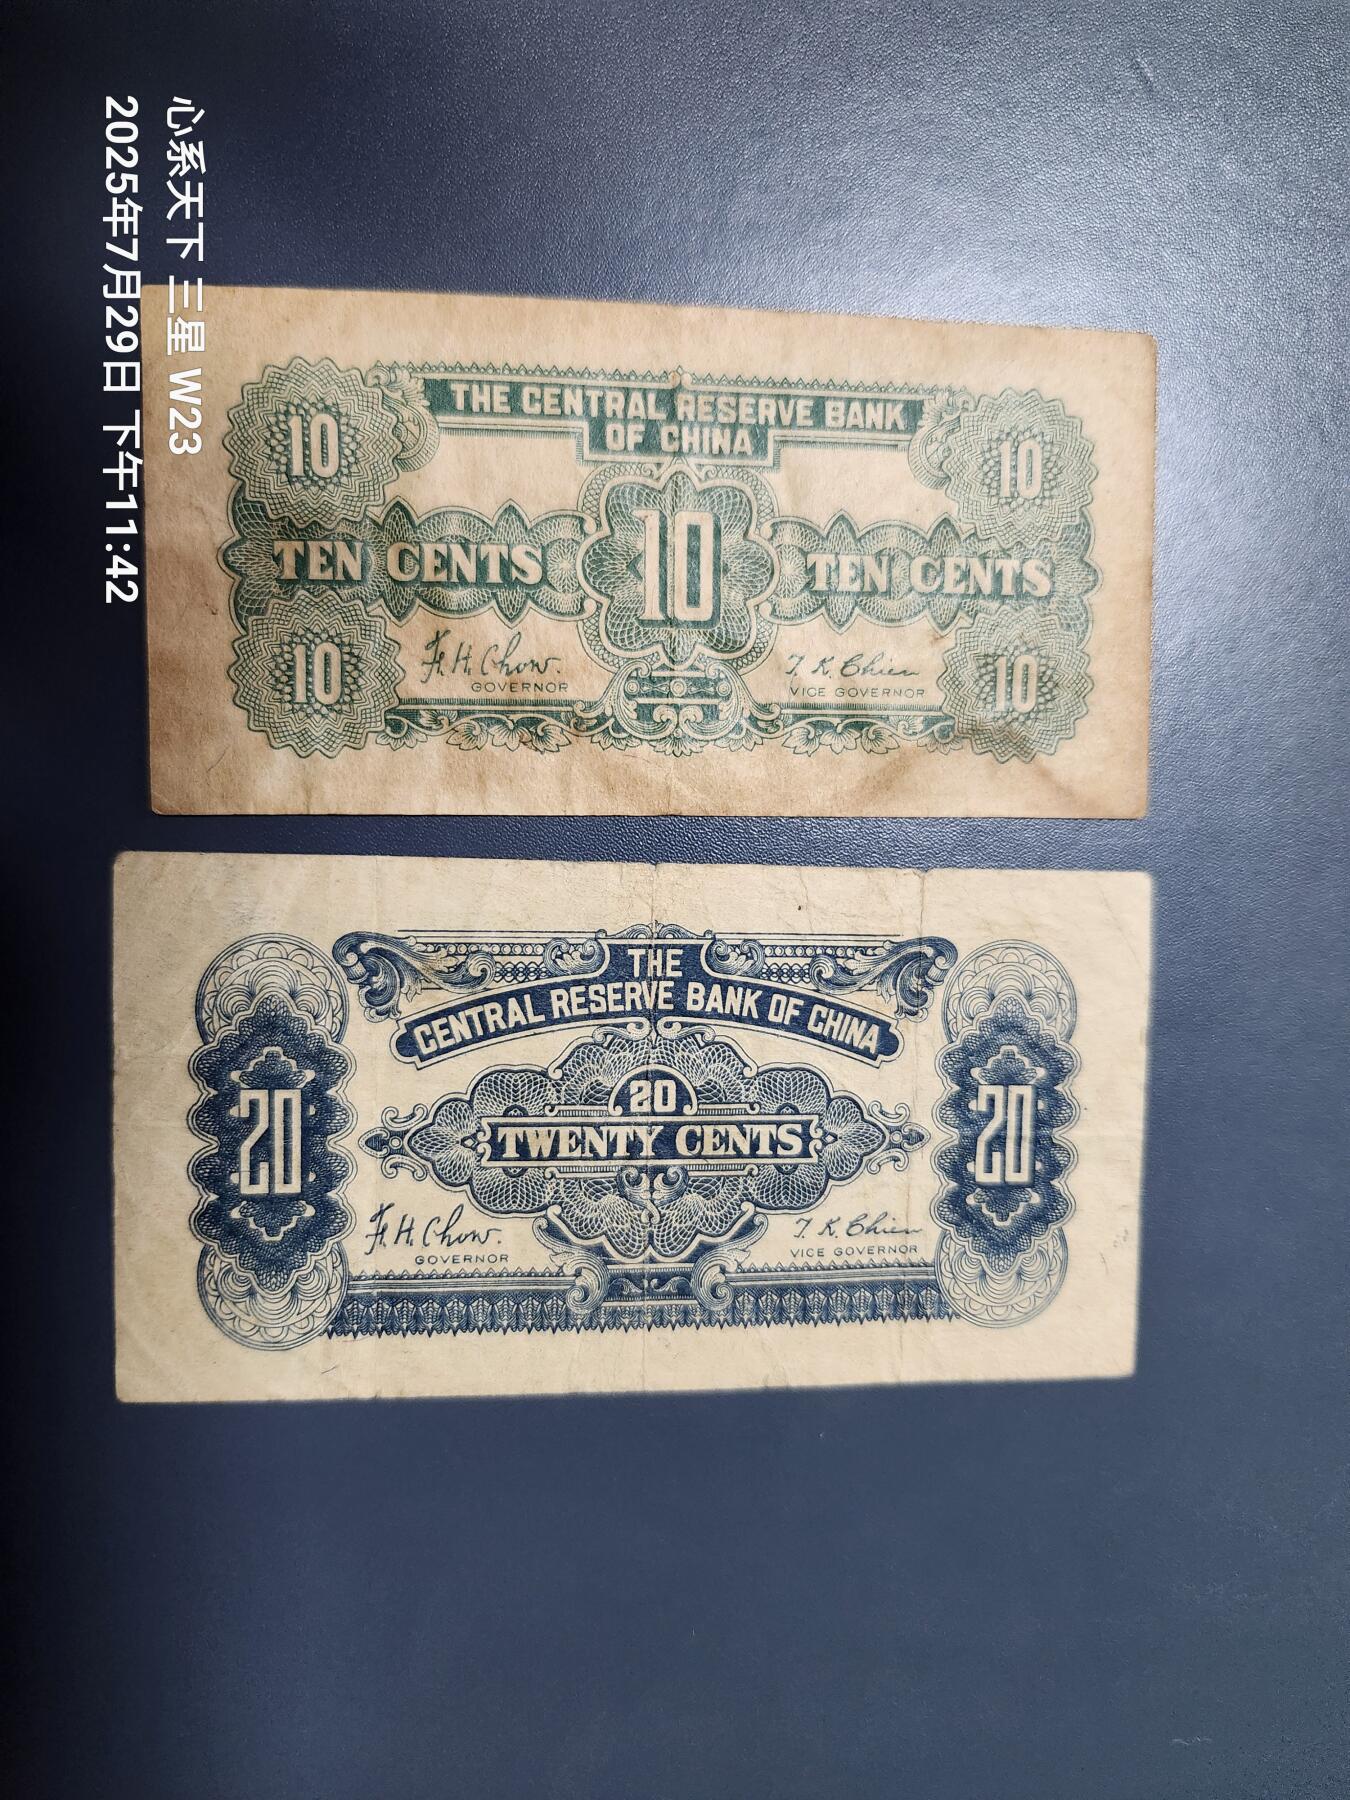 心系天下 三星 W23
2025年7月29日 下午11:42
THE CENTRAL RESERVE BANK
OF CHINA
10
10
10
TEN CENTS
TEN CENTS
10
10
F. H. Chow.
GOVERNOR
T. K. Chien
VICE GOVERNOR
THE
CENTRAL RESERVE BANK OF CHINA
20
20
20
TWENTY CENTS
F. H. Chow.
GOVERNOR
T. K. Chien
VICE GOVERNOR